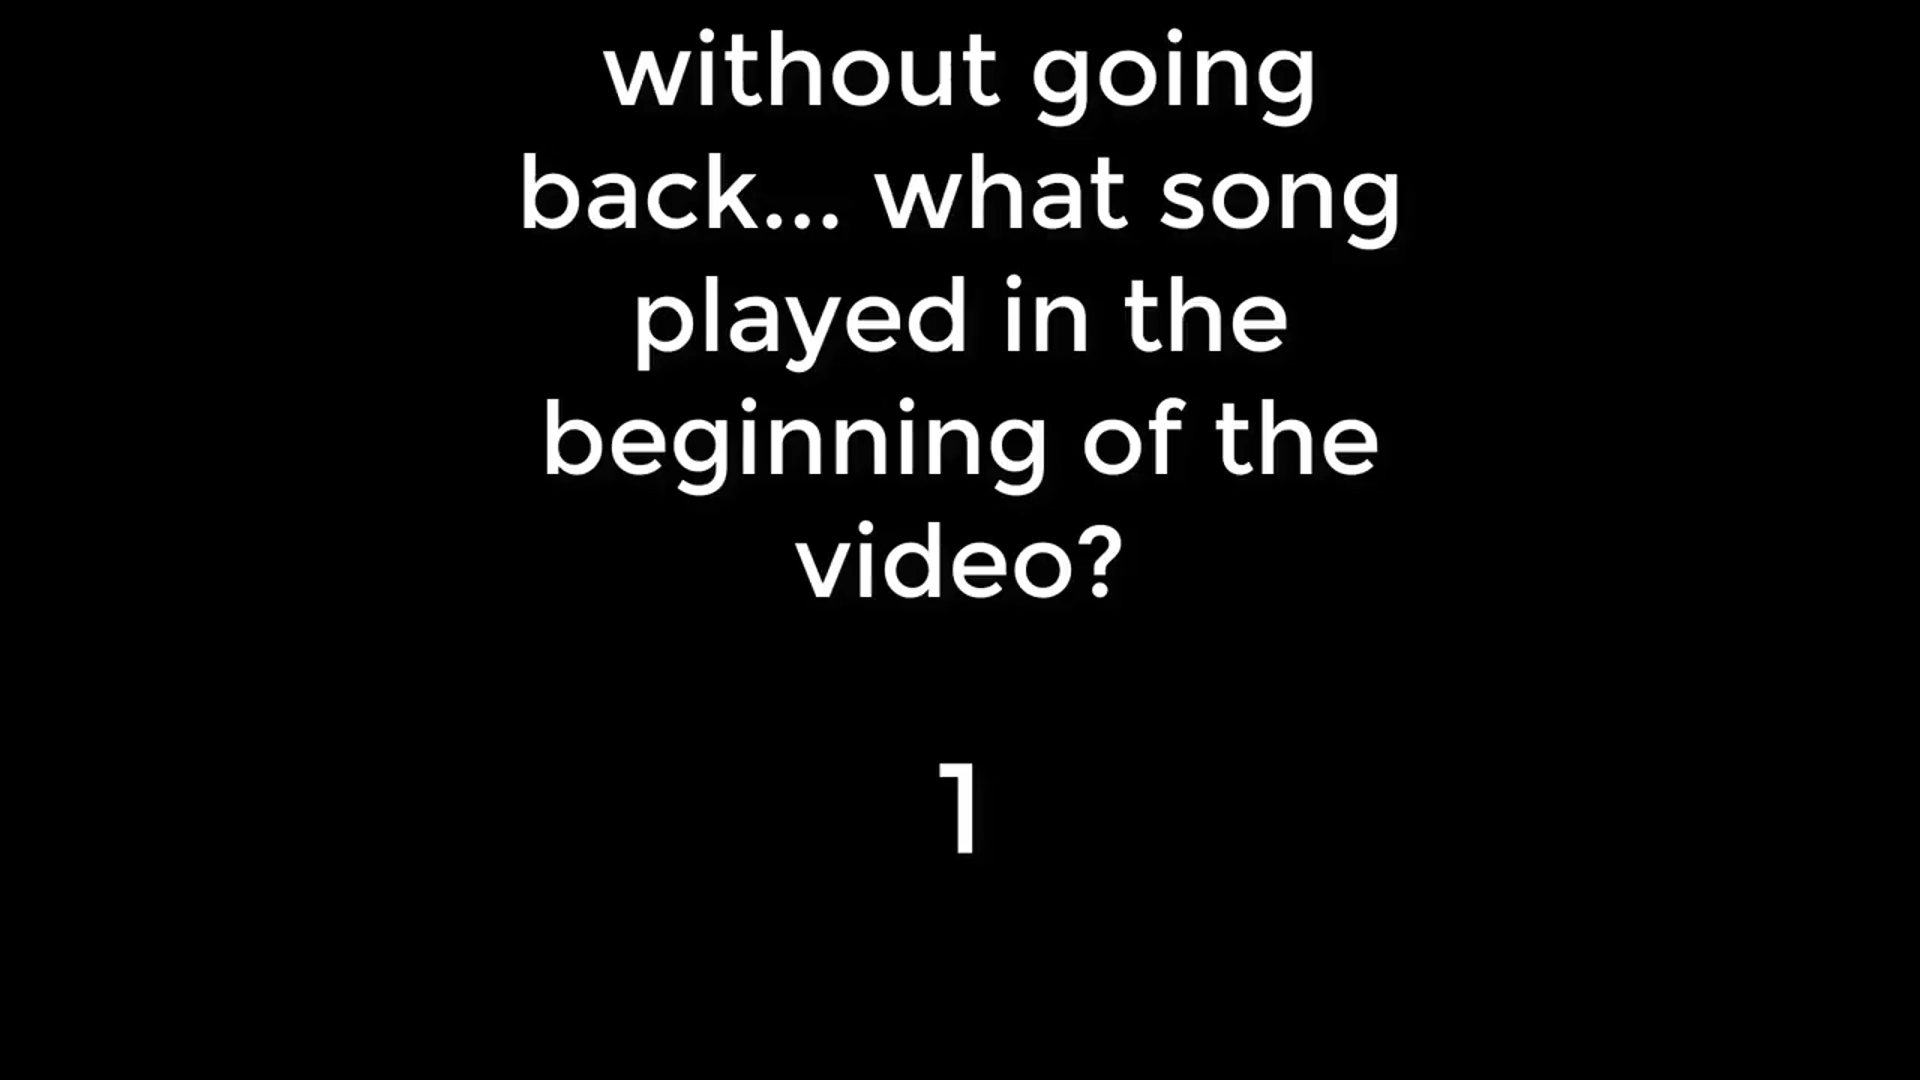 without going
back... what song
played in the
beginning of the
video?
1